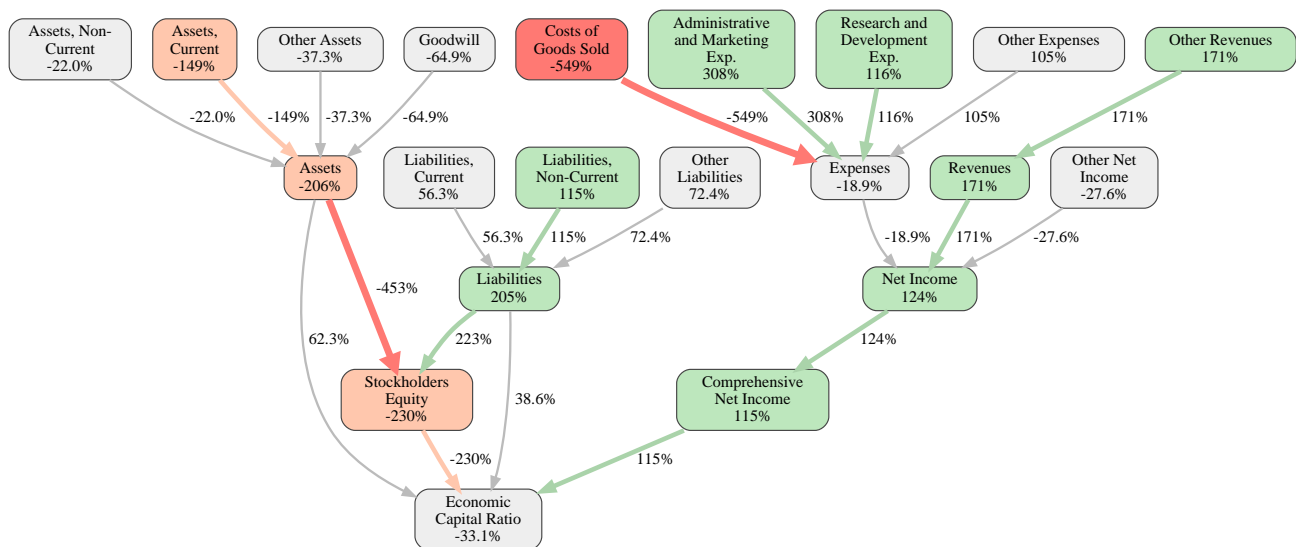 Assets, Non-
Current
-22.0%
Assets,
Current
-149%
Other Assets
-37.3%
Goodwill
-64.9%
Costs of
Goods Sold
-549%
Administrative
and Marketing
Exp.
308%
Research and
Development
Exp.
116%
Other Expenses
105%
Other Revenues
171%
-22.0%
-149%
-37.3%
-64.9%
-549%
308%
116%
105%
171%
Assets
-206%
Liabilities,
Current
56.3%
Liabilities,
Non-Current
115%
Other
Liabilities
72.4%
Expenses
-18.9%
Revenues
171%
Other Net
Income
-27.6%
56.3%
115%
72.4%
-18.9%
171%
-27.6%
-453%
Liabilities
205%
Net Income
124%
62.3%
223%
38.6%
124%
Stockholders
Equity
-230%
Comprehensive
Net Income
115%
-230%
115%
Economic
Capital Ratio
-33.1%